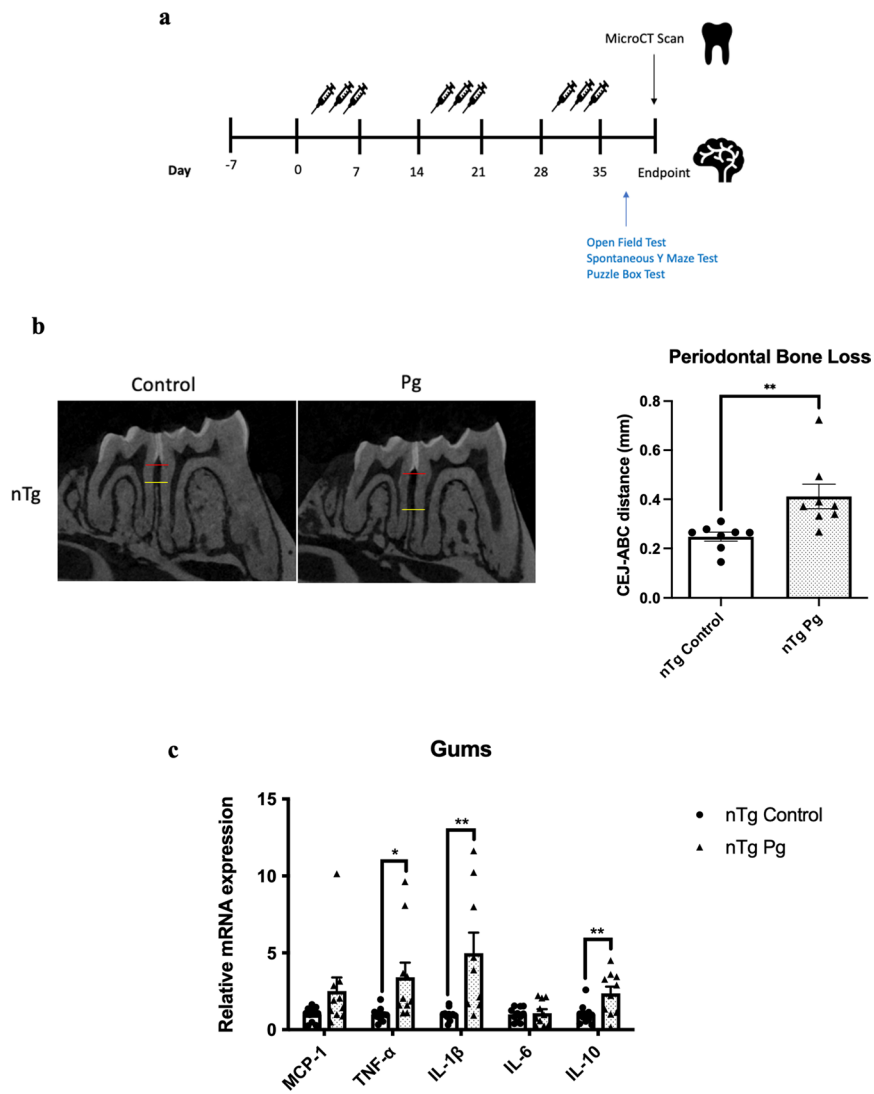 a
MicroCT Scan
Day
-7
0
7
14
21
28
35
Endpoint
Open Field Test
Spontaneous Y Maze Test
Puzzle Box Test
b
Control
Pg
nTg
Periodontal Bone Loss
**
CEJ-ABC distance (mm)
0.8
0.6
0.4
0.2
0.0
nTg Control
nTg Pg
c
Gums
Relative mRNA expression
15
10
5
0
*
**
**
MCP-1
TNF-α
IL-1β
IL-6
IL-10
nTg Control
nTg Pg